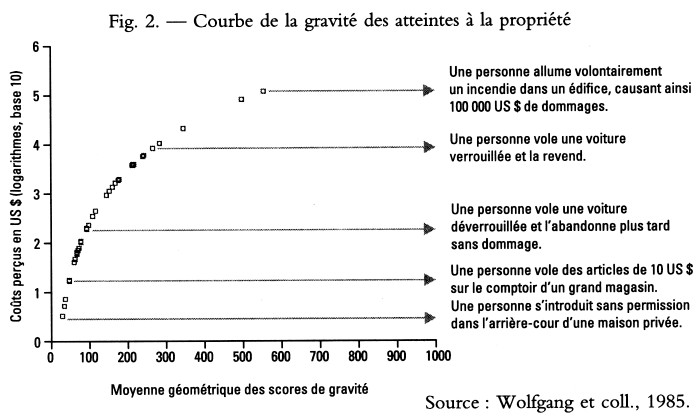 Fig. 2. — Courbe de la gravité des atteintes à la propriété
Coûts perçus en US $ (logarithmes, base 10)
6
5
4
3
2
1
0
0 100 200 300 400 500 600 700 800 900 1000
Moyenne géométrique des scores de gravité
Une personne allume volontairement
un incendie dans un édifice, causant ainsi
100 000 US $ de dommages.
Une personne vole une voiture
verrouillée et la revend.
Une personne vole une voiture
déverrouillée et l'abandonne plus tard
sans dommage.
Une personne vole des articles de 10 US $
sur le comptoir d'un grand magasin.
Une personne s'introduit sans permission
dans l'arrière-cour d'une maison privée.
Source : Wolfgang et coll., 1985.